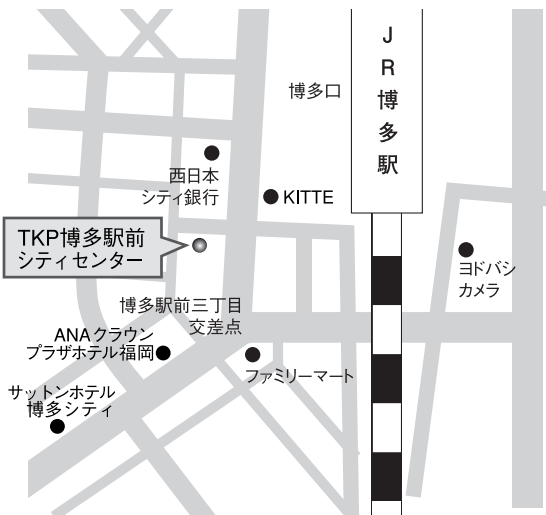 JR博多駅
博多口
西日本
シティ銀行
KITTE
TKP博多駅前
シティセンター
ヨドバシ
カメラ
博多駅前三丁目
交差点
ANAクラウン
プラザホテル福岡
ファミリーマート
サットンホテル
博多シティ